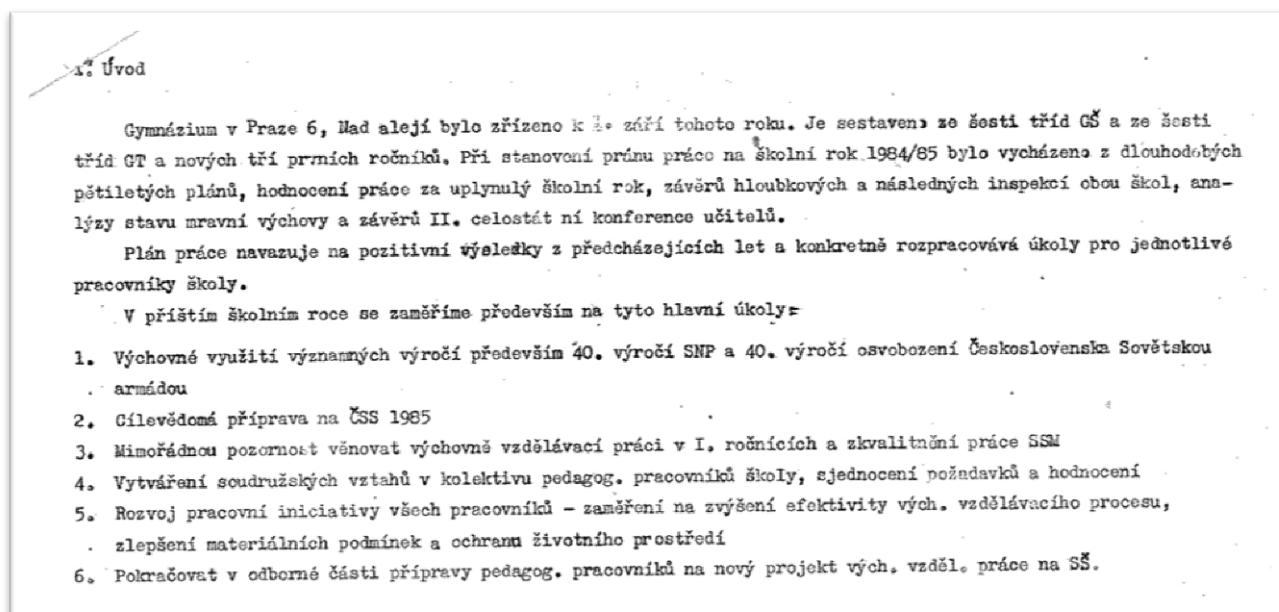 1. Úvod
Gymnázium v Praze 6, Nad alejí bylo zřízeno k 1. září tohoto roku. Je sestaveno ze šesti tříd GŠ a ze šesti
tříd GT a nových tří prmních ročníků. Při stanovení pránu práce na školní rok 1984/85 bylo vycházeno z dlouhodobých
pětiletých plánů, hodnocení práce za uplynulý školní rok, závěrů hloubkových a následných inspekcí obou škol, ana-
lýzy stavu mravní výchovy a závěrů II. celostát ní konference učitelů.
Plán práce navazuje na pozitivní výsledky z předcházejících let a konkretně rozpracovává úkoly pro jednotlivé
pracovníky školy.
V příštím školním roce se zaměříme především na tyto hlavní úkoly=
1. Výchovné využití významných výročí především 40. výročí SNP a 40. výročí osvobození Československa Sovětskou
armádou
2. Cílevědomá příprava na ČSS 1985
3. Mimořádnou pozornost věnovat výchovně vzdělávací práci v I. ročnících a zkvalitnění práce SSM
4. Vytváření soudružských vztahů v kolektivu pedagog. pracovníků školy, sjednocení požadavků a hodnocení
5. Rozvoj pracovní iniciativy všech pracovníků - zaměření na zvýšení efektivity vých. vzdělávacího procesu,
zlepšení materiálních podmínek a ochranu životního prostředí
6. Pokračovat v odborné části přípravy pedagog. pracovníků na nový projekt vých. vzděl. práce na SŠ.